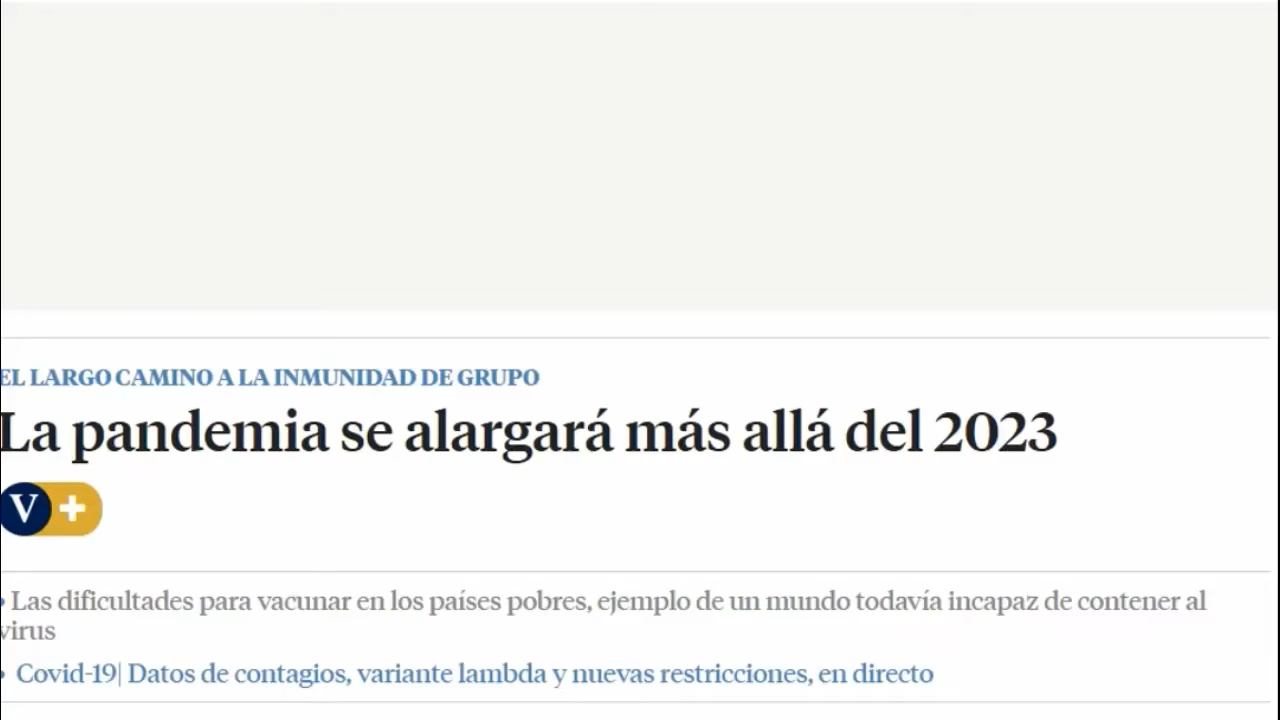 EL LARGO CAMINO A LA INMUNIDAD DE GRUPO
La pandemia se alargará más allá del 2023
V +
• Las dificultades para vacunar en los países pobres, ejemplo de un mundo todavía incapaz de contener al
virus
• Covid-19| Datos de contagios, variante lambda y nuevas restricciones, en directo